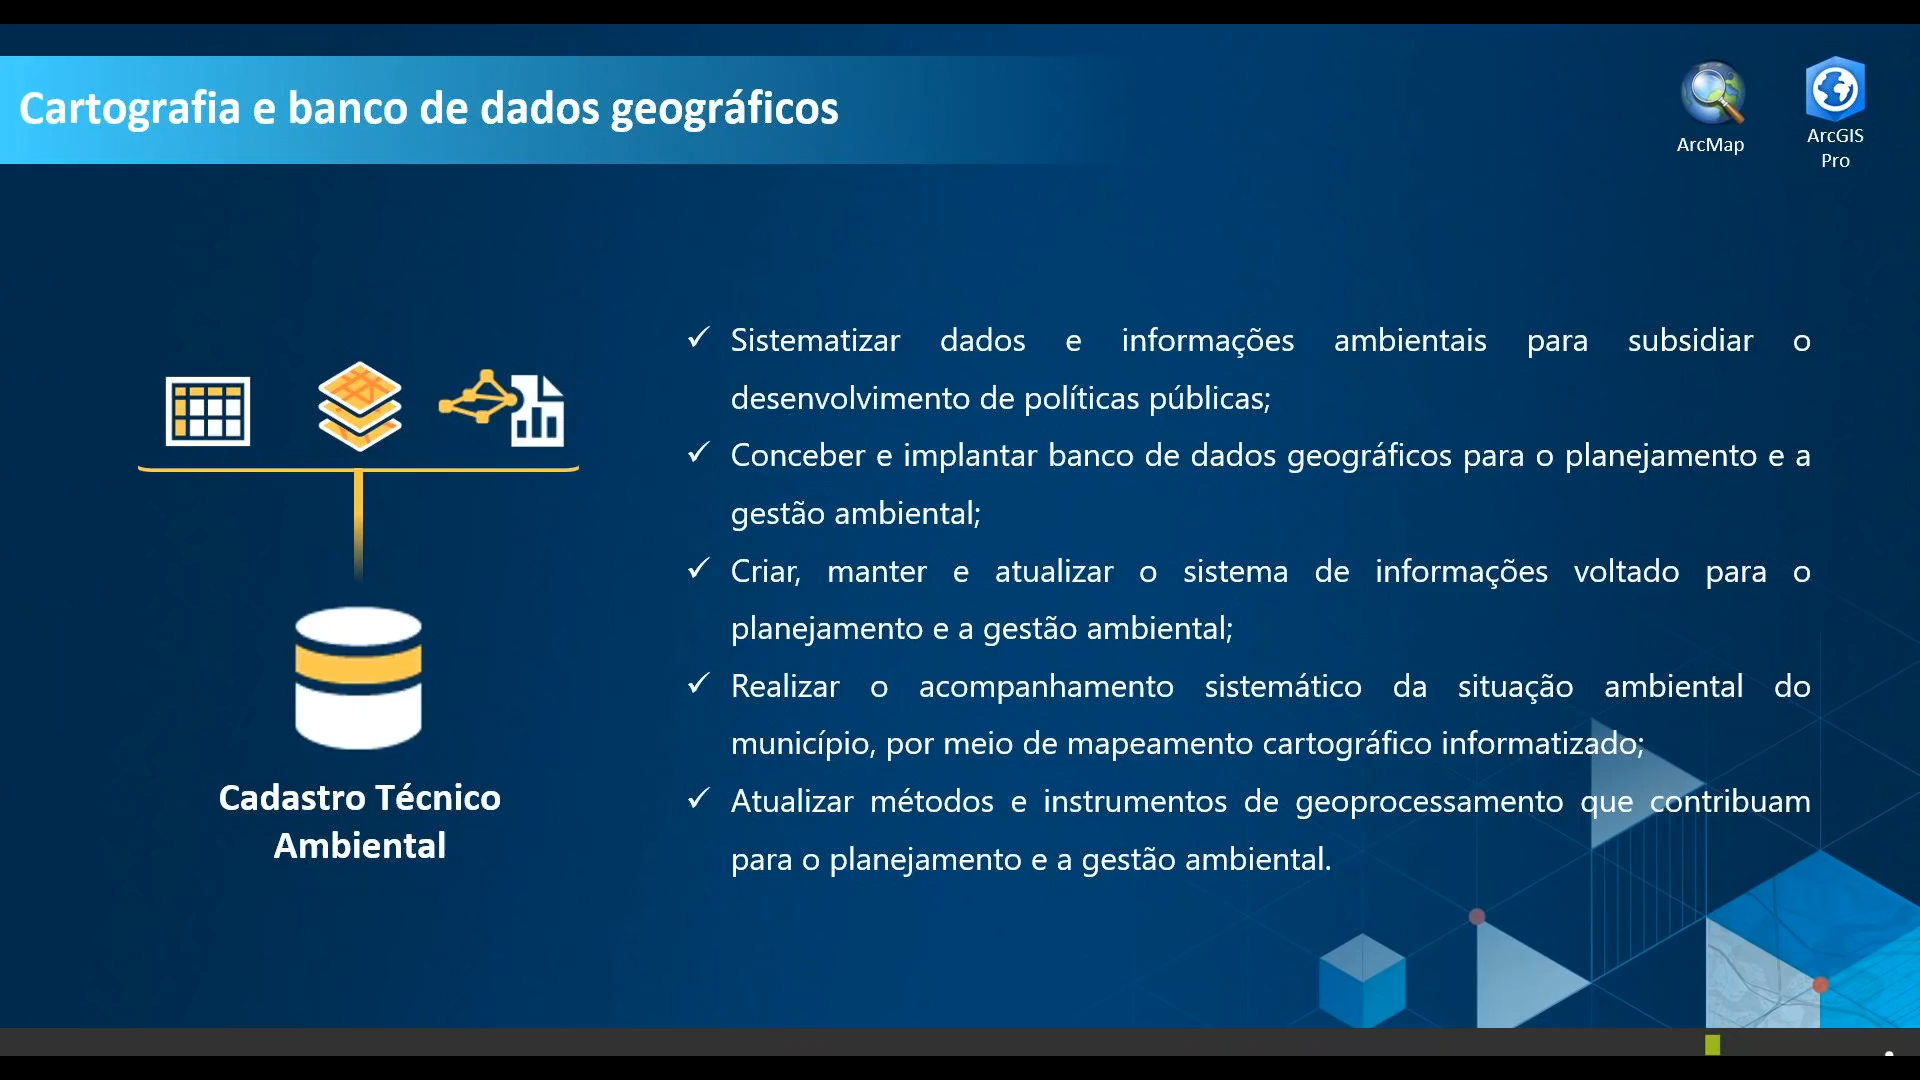 Cartografia e banco de dados geográficos
ArcMap
ArcGIS
Pro
✓ Sistematizar dados e informações ambientais para subsidiar o
desenvolvimento de políticas públicas;
✓ Conceber e implantar banco de dados geográficos para o planejamento e a
gestão ambiental;
✓ Criar, manter e atualizar o sistema de informações voltado para o
planejamento e a gestão ambiental;
✓ Realizar o acompanhamento sistemático da situação ambiental do
município, por meio de mapeamento cartográfico informatizado;
✓ Atualizar métodos e instrumentos de geoprocessamento que contribuam
para o planejamento e a gestão ambiental.
Cadastro Técnico
Ambiental